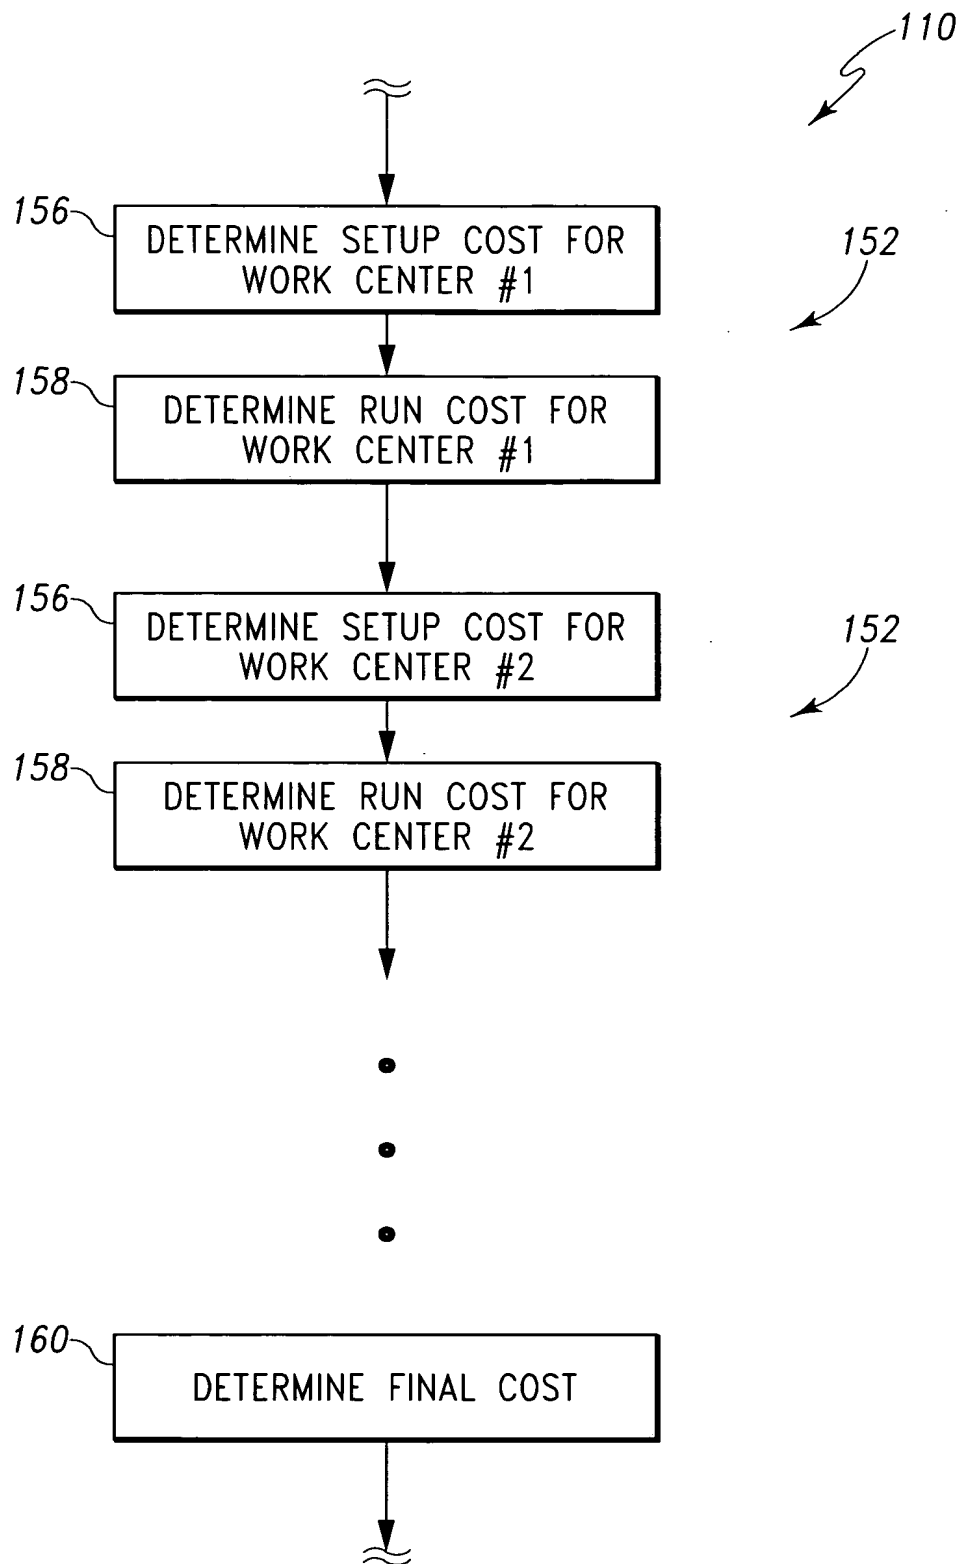 110
156
DETERMINE SETUP COST FOR
WORK CENTER #1
152
158
DETERMINE RUN COST FOR
WORK CENTER #1
156
DETERMINE SETUP COST FOR
WORK CENTER #2
152
158
DETERMINE RUN COST FOR
WORK CENTER #2
160
DETERMINE FINAL COST